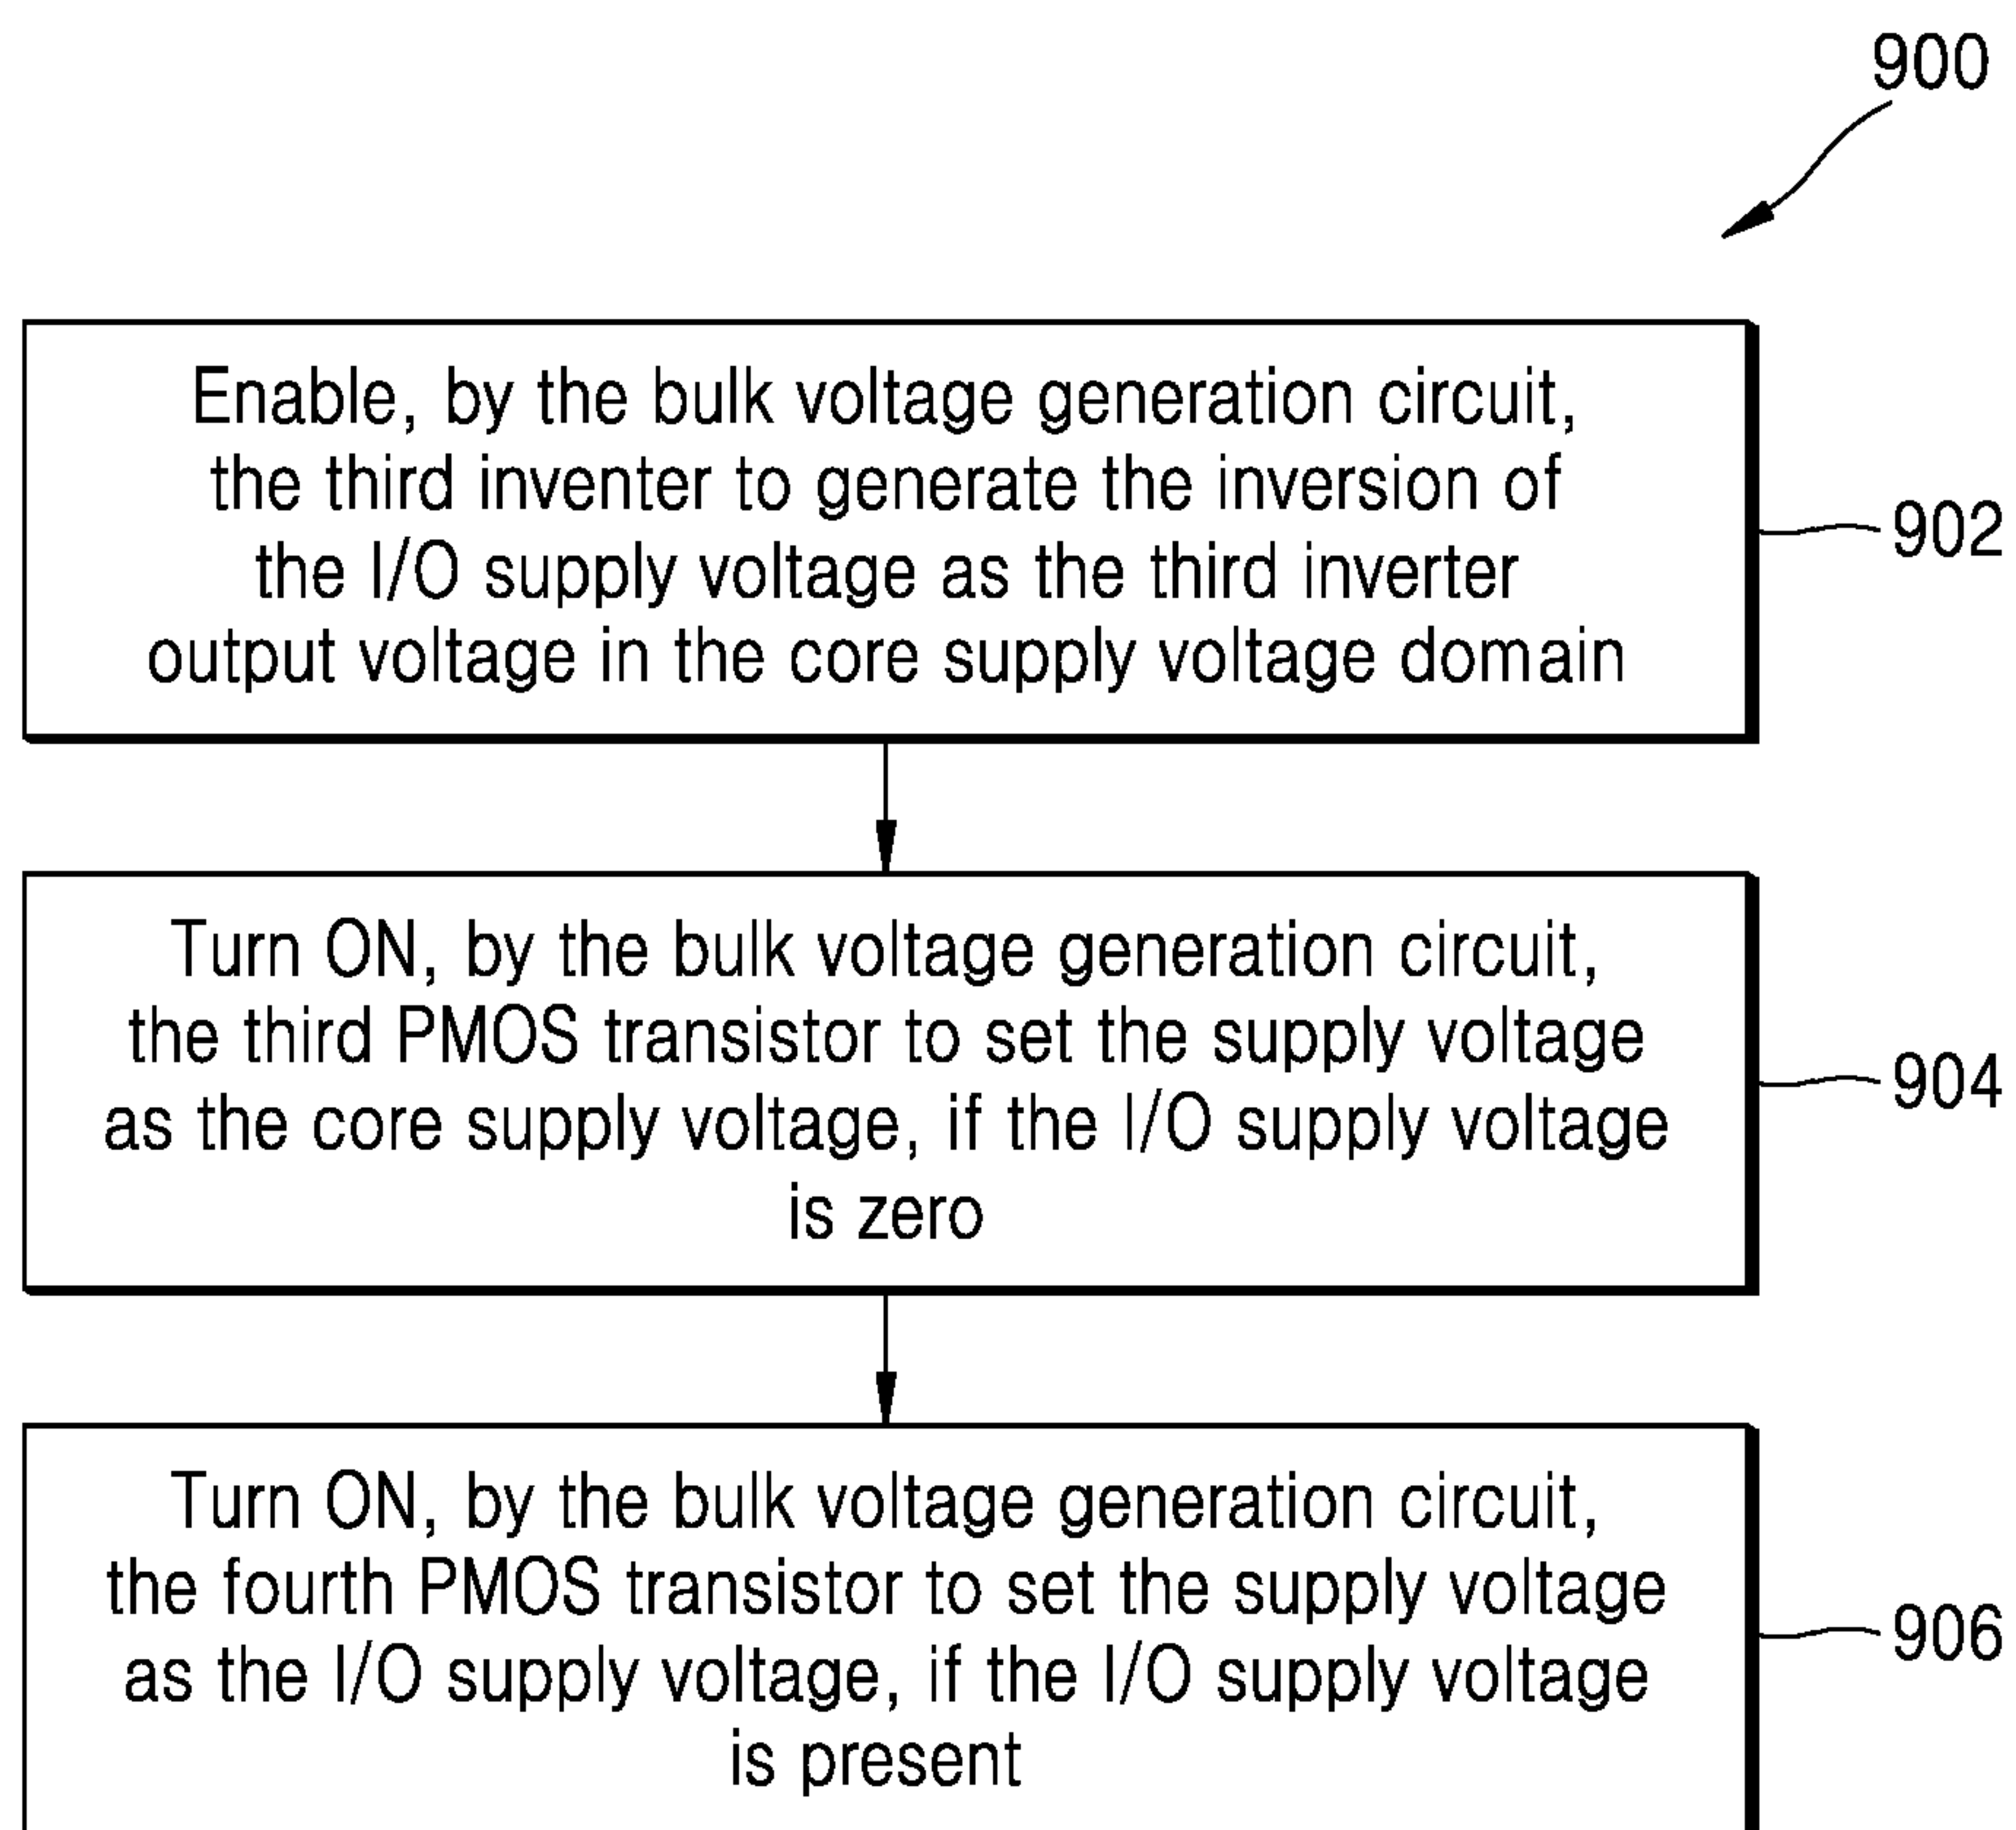 900
Enable, by the bulk voltage generation circuit,
the third inventer to generate the inversion of
the I/O supply voltage as the third inverter
output voltage in the core supply voltage domain
902
Turn ON, by the bulk voltage generation circuit,
the third PMOS transistor to set the supply voltage
as the core supply voltage, if the I/O supply voltage
is zero
904
Turn ON, by the bulk voltage generation circuit,
the fourth PMOS transistor to set the supply voltage
as the I/O supply voltage, if the I/O supply voltage
is present
906